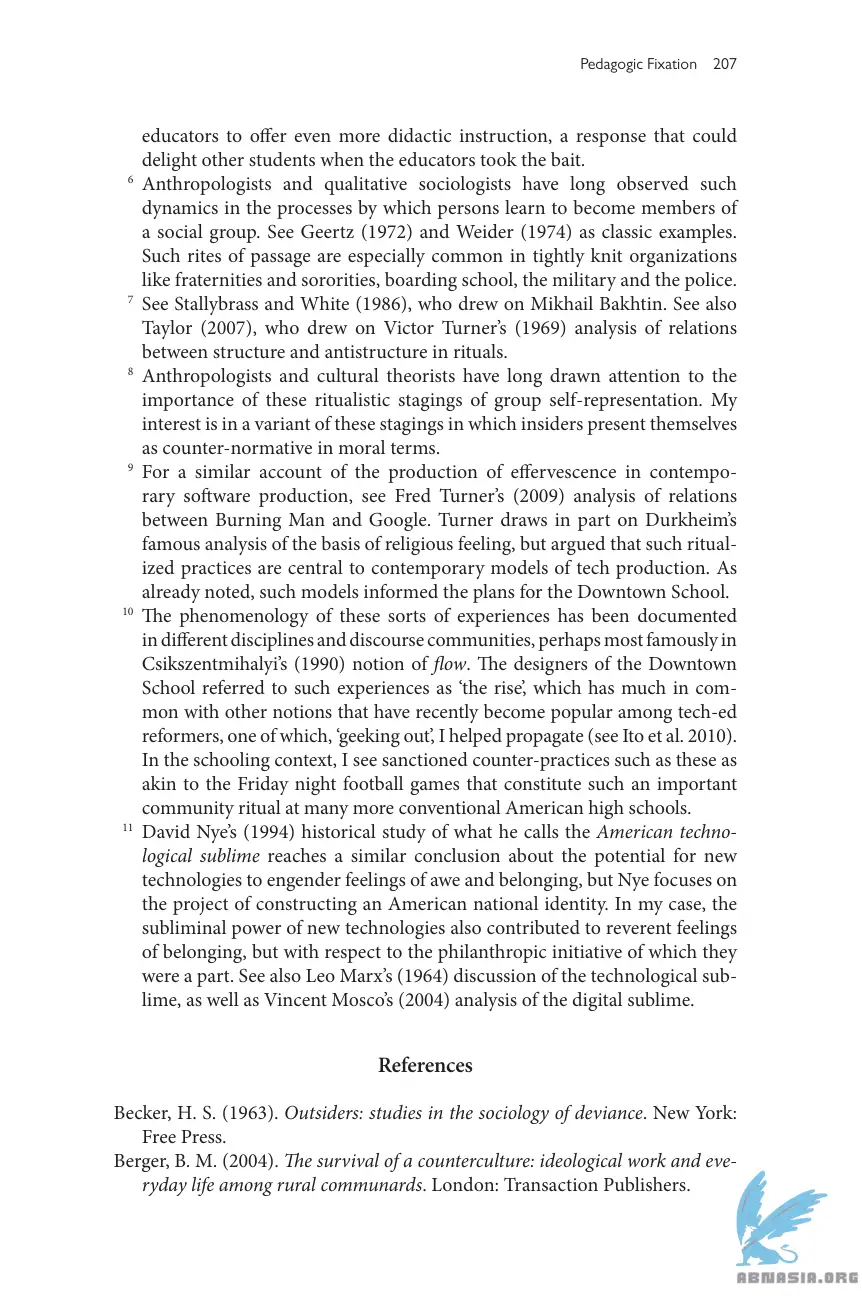 Pedagogic Fixation 207
educators to offer even more didactic instruction, a response that could
delight other students when the educators took the bait.
6 Anthropologists and qualitative sociologists have long observed such
dynamics in the processes by which persons learn to become members of
a social group. See Geertz (1972) and Weider (1974) as classic examples.
Such rites of passage are especially common in tightly knit organizations
like fraternities and sororities, boarding school, the military and the police.
7 See Stallybrass and White (1986), who drew on Mikhail Bakhtin. See also
Taylor (2007), who drew on Victor Turner’s (1969) analysis of relations
between structure and antistructure in rituals.
8 Anthropologists and cultural theorists have long drawn attention to the
importance of these ritualistic stagings of group self-representation. My
interest is in a variant of these stagings in which insiders present themselves
as counter-normative in moral terms.
9 For a similar account of the production of effervescence in contempo-
rary software production, see Fred Turner’s (2009) analysis of relations
between Burning Man and Google. Turner draws in part on Durkheim’s
famous analysis of the basis of religious feeling, but argued that such ritual-
ized practices are central to contemporary models of tech production. As
already noted, such models informed the plans for the Downtown School.
10 The phenomenology of these sorts of experiences has been documented
in different disciplines and discourse communities, perhaps most famously in
Csikszentmihalyi’s (1990) notion of flow. The designers of the Downtown
School referred to such experiences as ‘the rise’, which has much in com-
mon with other notions that have recently become popular among tech-ed
reformers, one of which, ‘geeking out’, I helped propagate (see Ito et al. 2010).
In the schooling context, I see sanctioned counter-practices such as these as
akin to the Friday night football games that constitute such an important
community ritual at many more conventional American high schools.
11 David Nye’s (1994) historical study of what he calls the American techno-
logical sublime reaches a similar conclusion about the potential for new
technologies to engender feelings of awe and belonging, but Nye focuses on
the project of constructing an American national identity. In my case, the
subliminal power of new technologies also contributed to reverent feelings
of belonging, but with respect to the philanthropic initiative of which they
were a part. See also Leo Marx’s (1964) discussion of the technological sub-
lime, as well as Vincent Mosco’s (2004) analysis of the digital sublime.
References
Becker, H. S. (1963). Outsiders: studies in the sociology of deviance. New York:
Free Press.
Berger, B. M. (2004). The survival of a counterculture: ideological work and eve-
ryday life among rural communards. London: Transaction Publishers.
ABNASIA.ORG